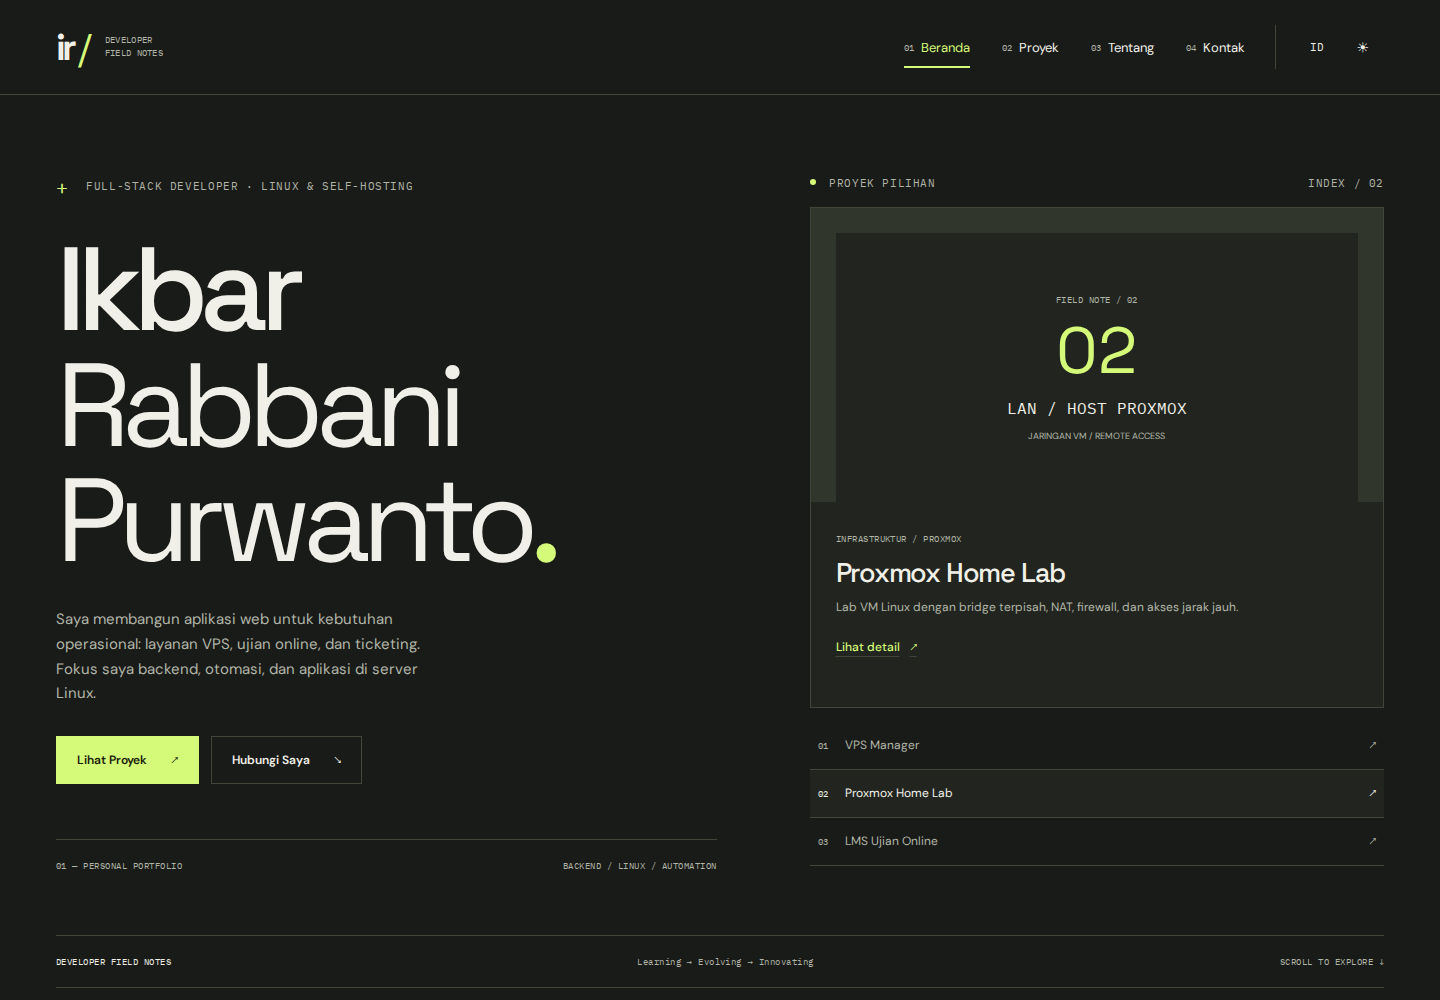 ir/
DEVELOPER
FIELD NOTES
01 Beranda
02 Proyek
03 Tentang
04 Kontak
ID
+ FULL-STACK DEVELOPER · LINUX & SELF-HOSTING
Ikbar
Rabbani
Purwanto.
Saya membangun aplikasi web untuk kebutuhan
operasional: layanan VPS, ujian online, dan ticketing.
Fokus saya backend, otomasi, dan aplikasi di server
Linux.
Lihat Proyek ↗
Hubungi Saya ↘
01 — PERSONAL PORTFOLIO
BACKEND / LINUX / AUTOMATION
PROYEK PILIHAN
INDEX / 02
FIELD NOTE / 02
02
LAN / HOST PROXMOX
JARINGAN VM / REMOTE ACCESS
INFRASTRUKTUR / PROXMOX
Proxmox Home Lab
Lab VM Linux dengan bridge terpisah, NAT, firewall, dan akses jarak jauh.
Lihat detail ↗
01 VPS Manager ↗
02 Proxmox Home Lab ↗
03 LMS Ujian Online ↗
DEVELOPER FIELD NOTES
Learning → Evolving → Innovating
SCROLL TO EXPLORE ↓